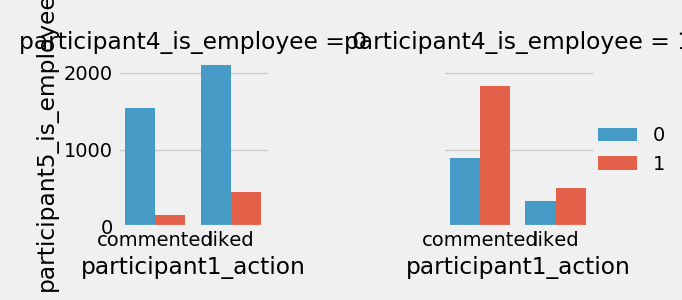 participant4_is_employee = 0
participant4_is_employee = 1
participant5_is_employee
2000
1000
0
commented liked
commented liked
participant1_action
participant1_action
0
1